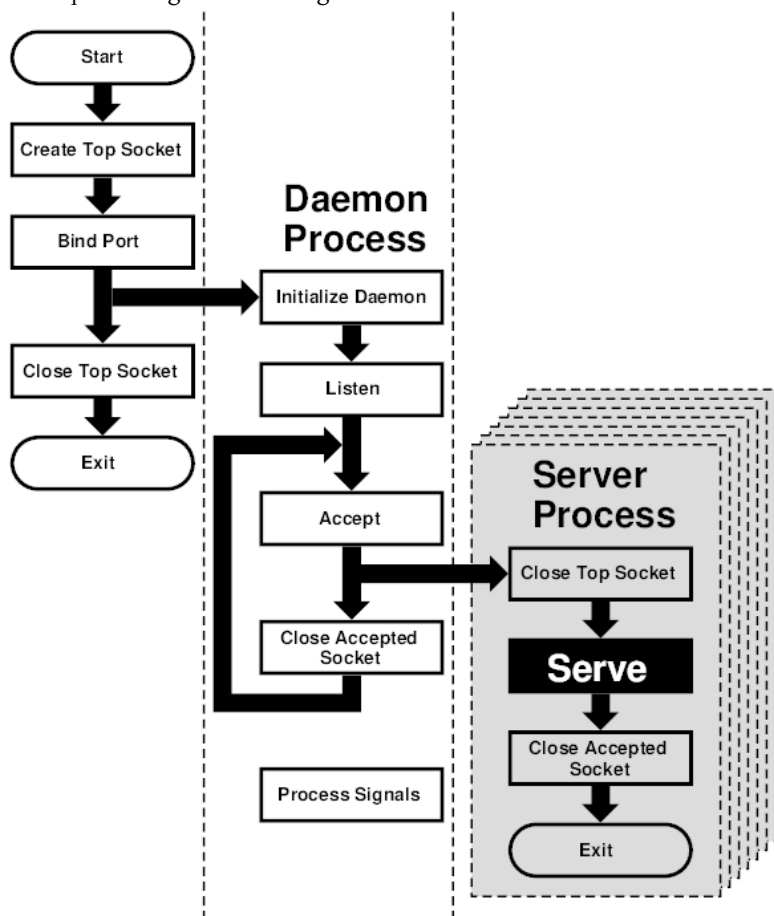 Start
Create Top Socket
Bind Port
Close Top Socket
Exit
Daemon
Process
Initialize Daemon
Listen
Accept
Close Accepted
Socket
Process Signals
Server
Process
Close Top Socket
Serve
Close Accepted
Socket
Exit